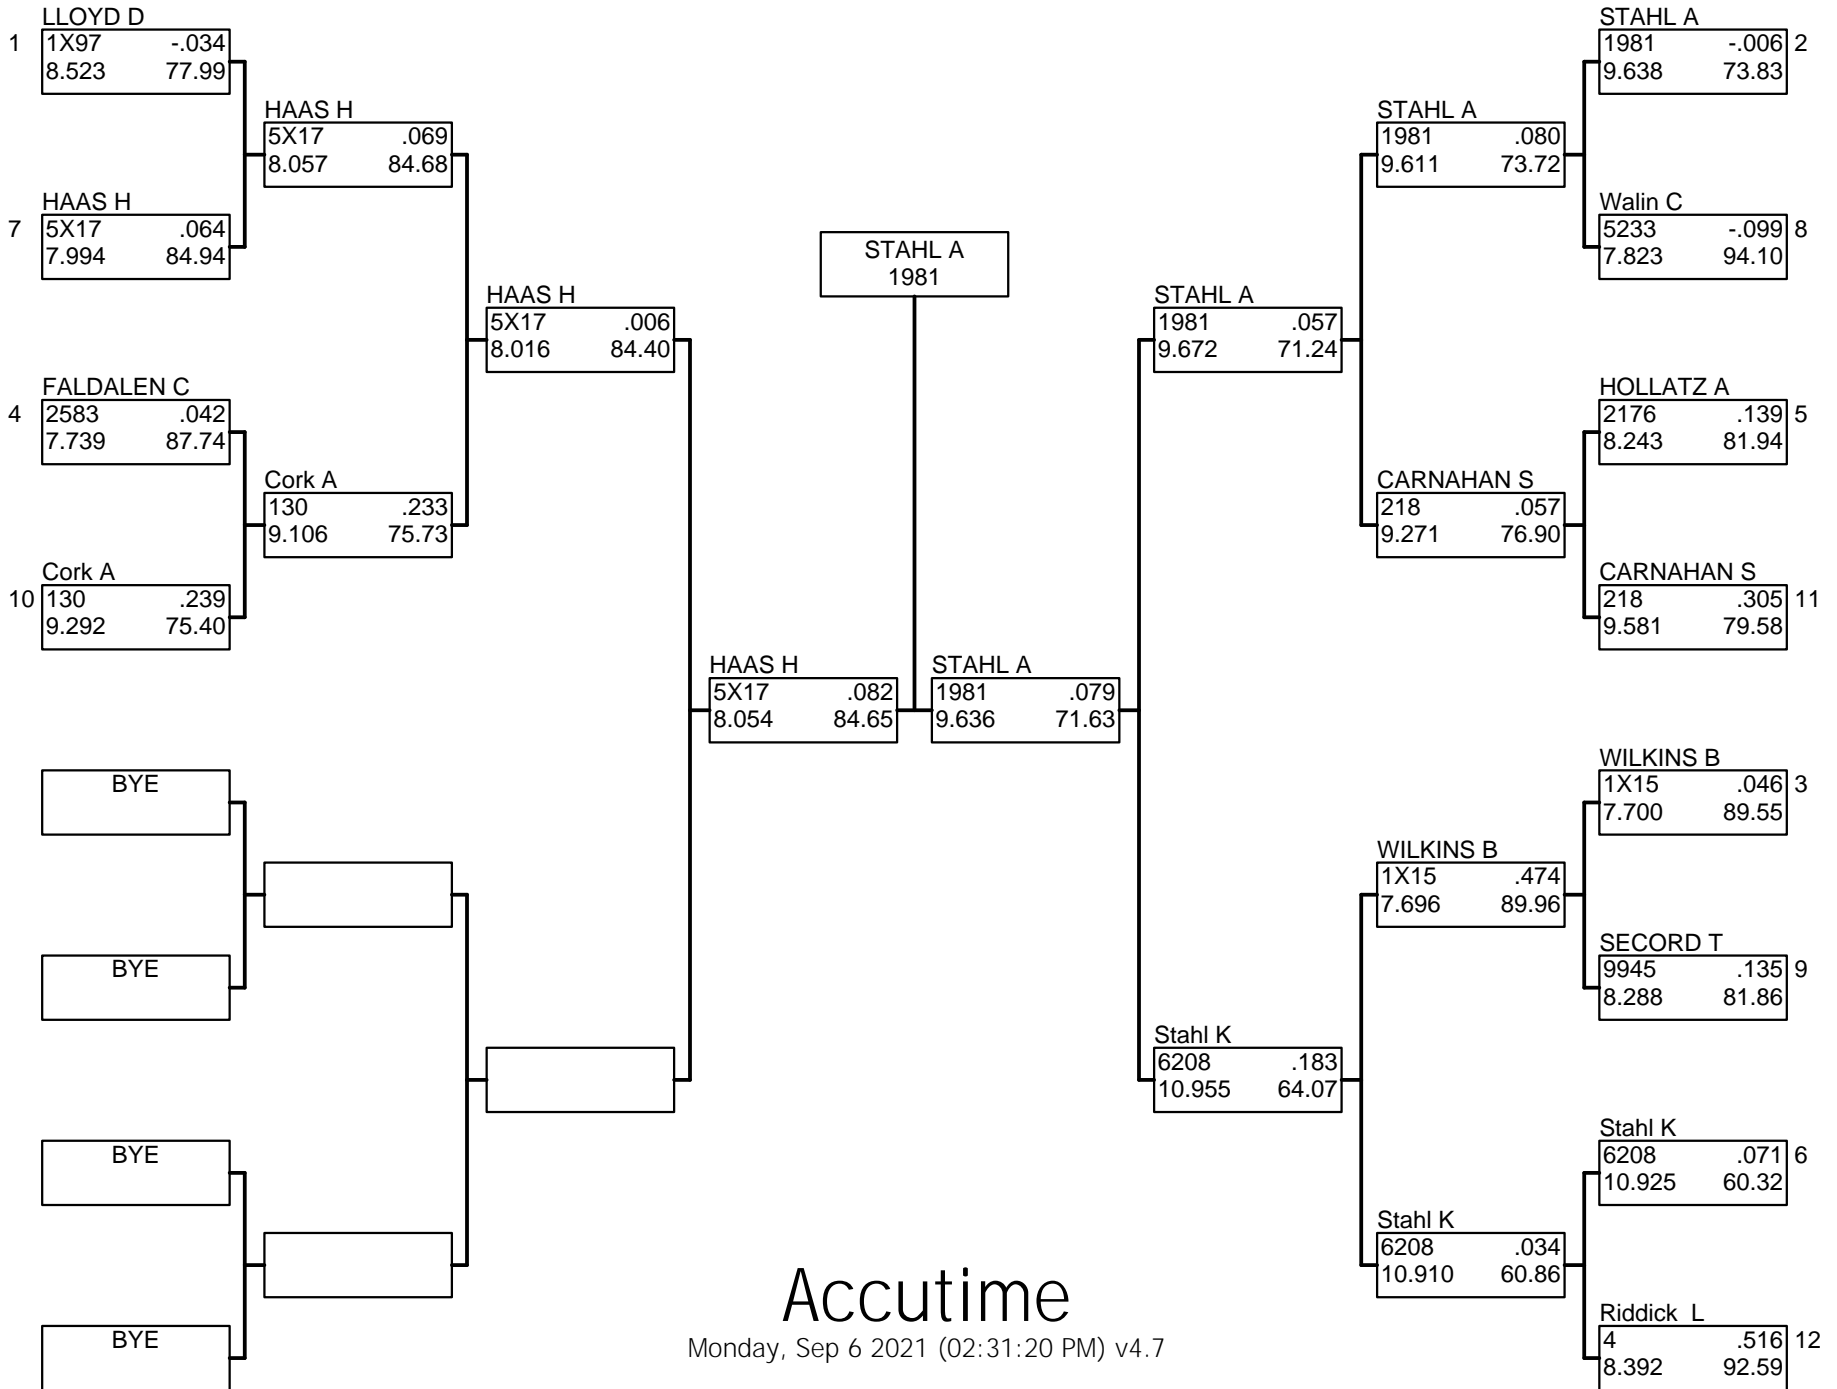 LLOYD D
1 1X97 -.034
8.523 77.99
HAAS H
7 5X17 .064
7.994 84.94
FALDALEN C
4 2583 .042
7.739 87.74
Cork A
10 130 .239
9.292 75.40
BYE
BYE
BYE
BYE
HAAS H
5X17 .069
8.057 84.68
Cork A
130 .233
9.106 75.73
HAAS H
5X17 .006
8.016 84.40
HAAS H
5X17 .082
8.054 84.65
STAHL A
1981
STAHL A
1981 .079
9.636 71.63
STAHL A
1981 .057
9.672 71.24
Stahl K
6208 .183
10.955 64.07
STAHL A
1981 .080
9.611 73.72
CARNAHAN S
218 .057
9.271 76.90
WILKINS B
1X15 .474
7.696 89.96
Stahl K
6208 .034
10.910 60.86
STAHL A
1981 -.006 2
9.638 73.83
Walin C
5233 -.099 8
7.823 94.10
HOLLATZ A
2176 .139 5
8.243 81.94
CARNAHAN S
218 .305 11
9.581 79.58
WILKINS B
1X15 .046 3
7.700 89.55
SECORD T
9945 .135 9
8.288 81.86
Stahl K
6208 .071 6
10.925 60.32
Riddick L
4 .516 12
8.392 92.59
Accutime
Monday, Sep 6 2021 (02:31:20 PM) v4.7